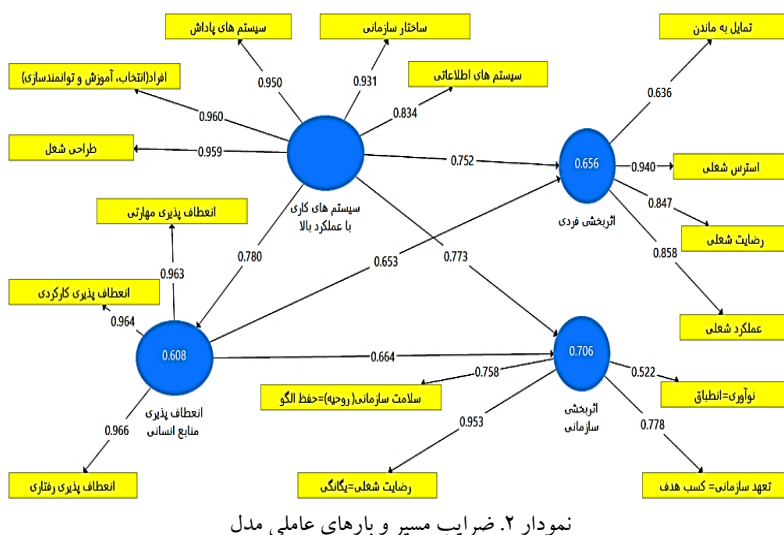 سیستم های پاداش
ساختار سازمانی
تمایل به ماندن
افراد(انتخاب، آموزش و توانمندسازی)
سیستم های اطلاعاتی
0.950
0.931
0.636
0.960
0.834
طراحی شغل
0.959
0.752
0.656
0.940
استرس شغلی
سیستم های کاری
با عملکرد بالا
اثربخشی فردی
0.847
انعطاف پذیری مهارتی
رضایت شغلی
0.780
0.653
0.773
0.858
0.963
انعطاف پذیری کارکردی
0.964
عملکرد شغلی
0.608
0.664
0.706
0.758
0.522
سلامت سازمانی( روحیه)=حفظ الگو
نوآوری=انطباق
انعطاف پذیری
منابع انسانی
اثربخشی
سازمانی
0.966
0.953
0.778
انعطاف پذیری رفتاری
رضایت شغلی=یگانگی
تعهد سازمانی= کسب هدف
نمودار ۲. ضرایب مسیر و بارهای عاملی مدل